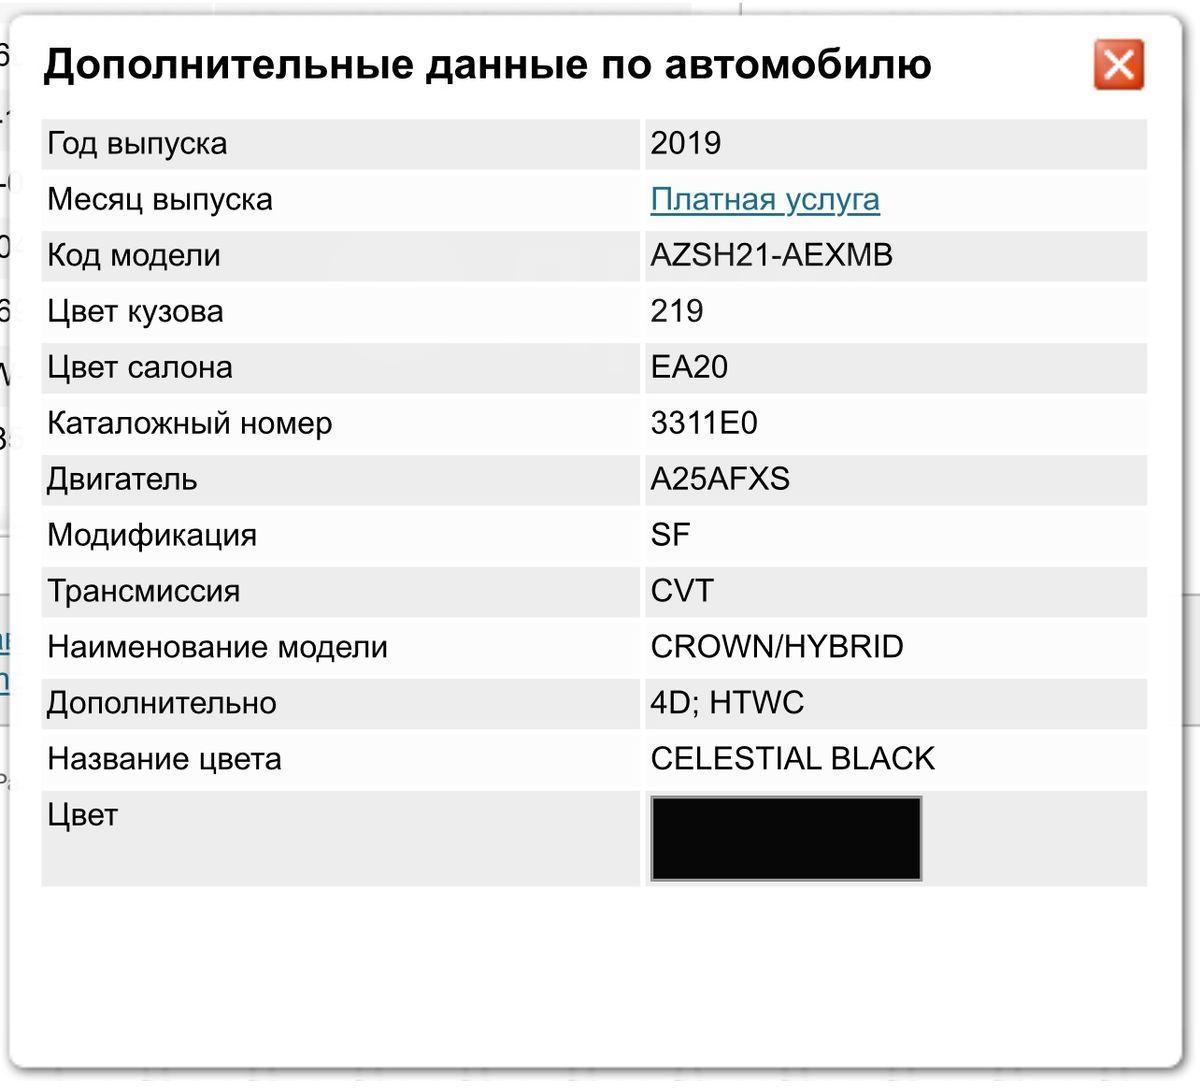 Дополнительные данные по автомобилю
Год выпуска 2019
Месяц выпуска Платная услуга
Код модели AZSH21-AEXMB
Цвет кузова 219
Цвет салона EA20
Каталожный номер 3311E0
Двигатель A25AFXS
Модификация SF
Трансмиссия CVT
Наименование модели CROWN/HYBRID
Дополнительно 4D; HTWC
Название цвета CELESTIAL BLACK
Цвет